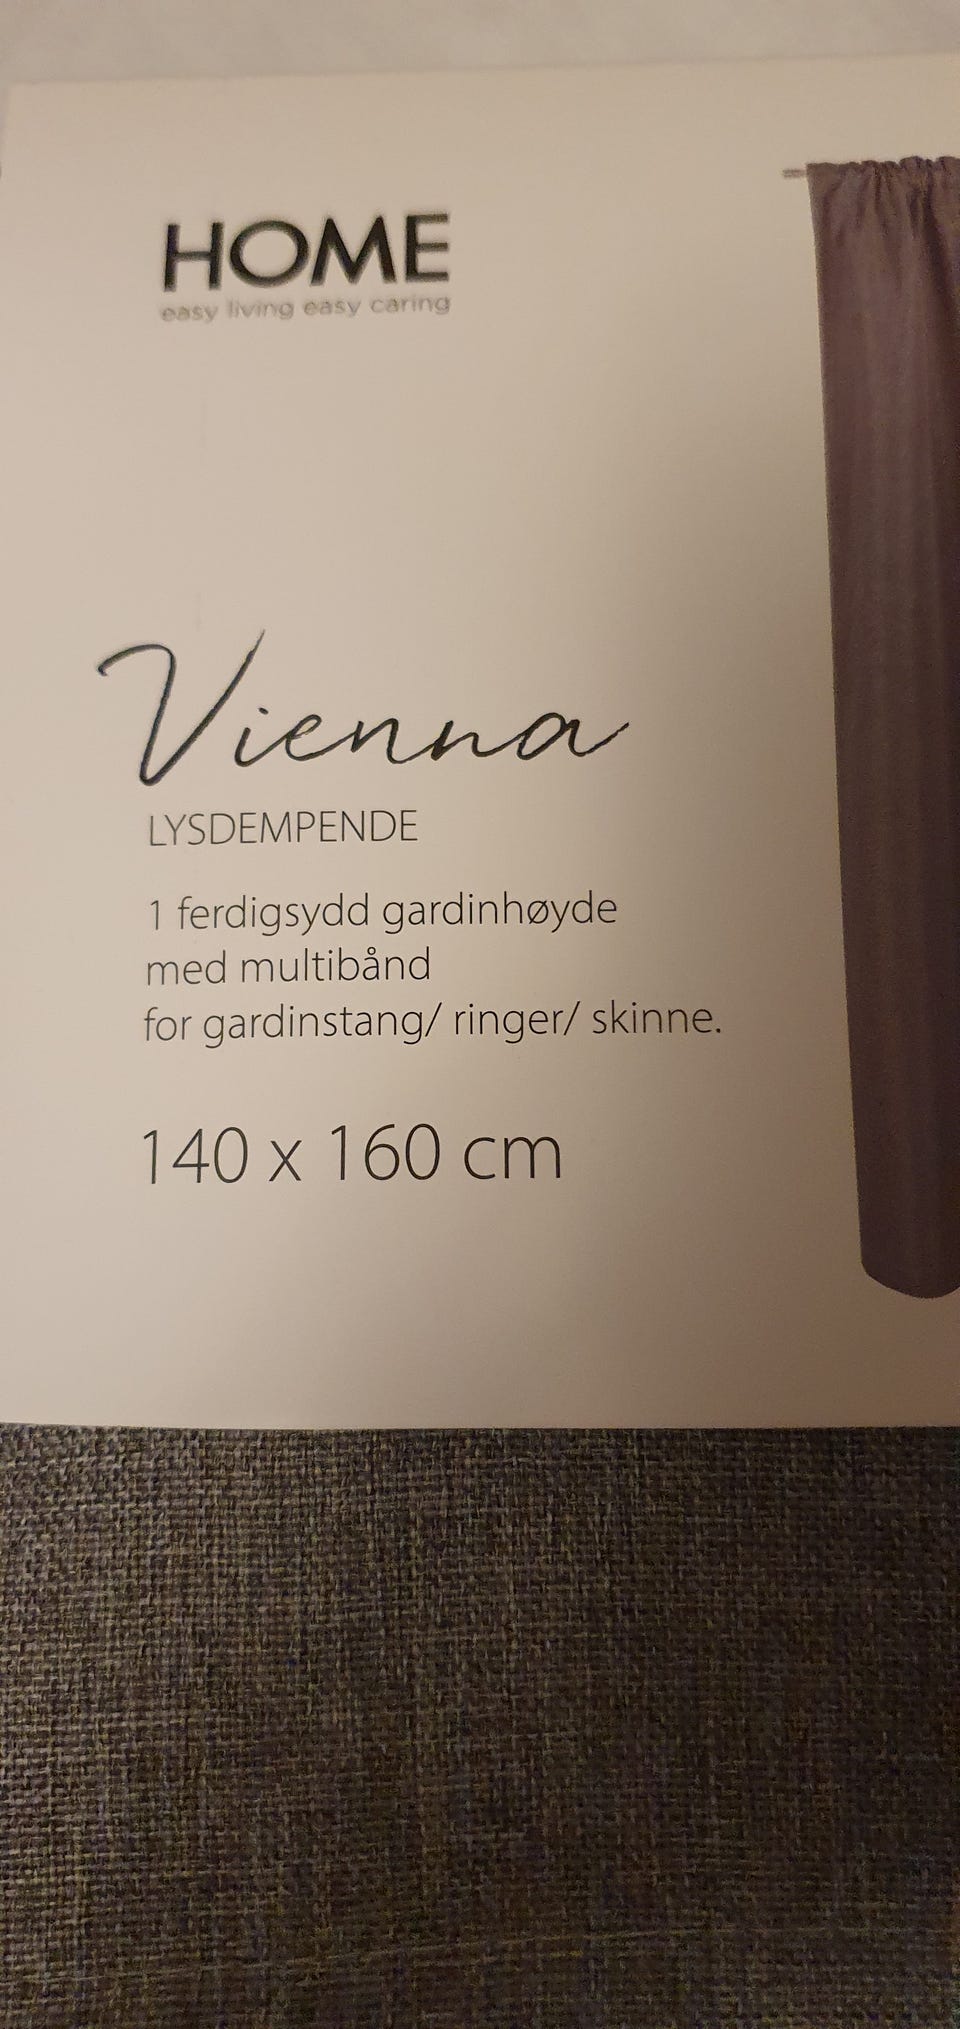 HOME
easy living easy caring
Vienna
LYSDEMPENDE
1 ferdigsydd gardinhøyde
med multibånd
for gardinstang/ ringer/ skinne.
140 x 160 cm